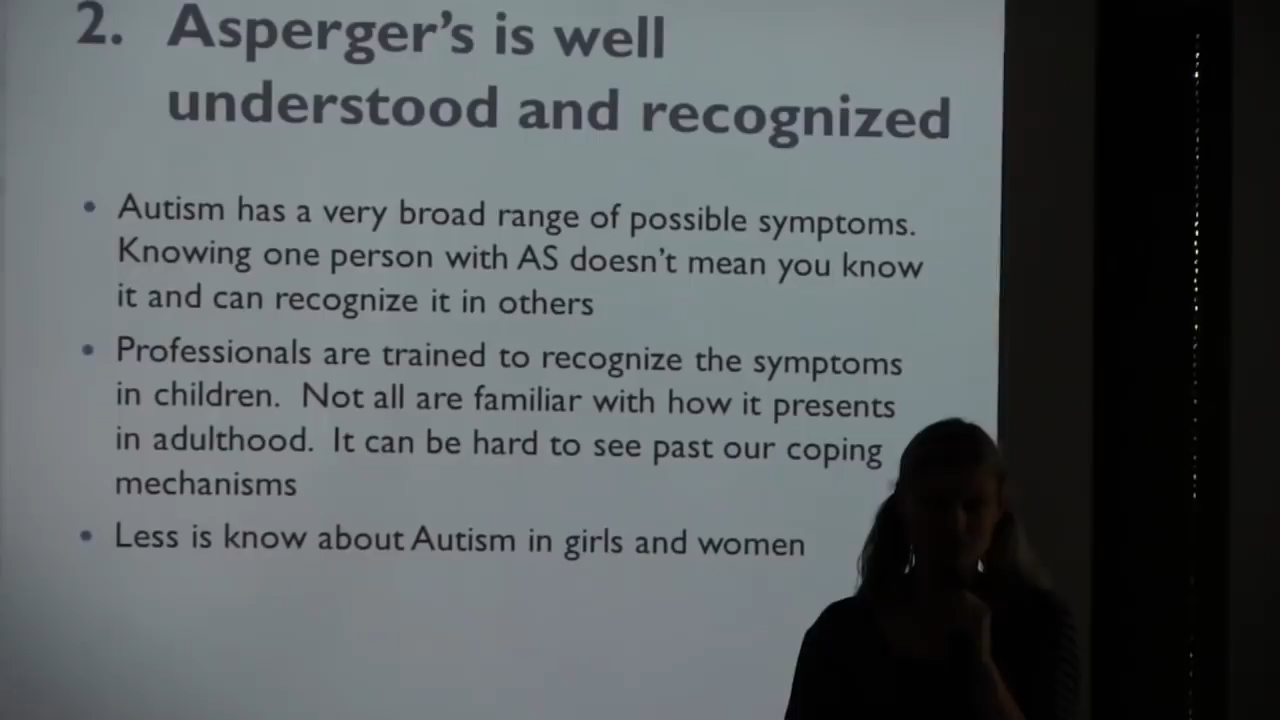 2. Asperger's is well
understood and recognized
• Autism has a very broad range of possible symptoms.
Knowing one person with AS doesn't mean you know
it and can recognize it in others
• Professionals are trained to recognize the symptoms
in children. Not all are familiar with how it presents
in adulthood. It can be hard to see past our coping
mechanisms
• Less is know about Autism in girls and women